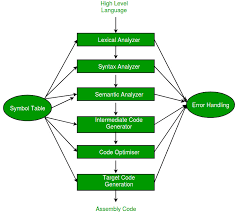 High Level
Language
Lexical Analyzer
Syntax Analyzer
Semantic Analyzer
Symbol Table
Error Handling
Intermediate Code
Generator
Code Optimiser
Target Code
Generation
Assembly Code